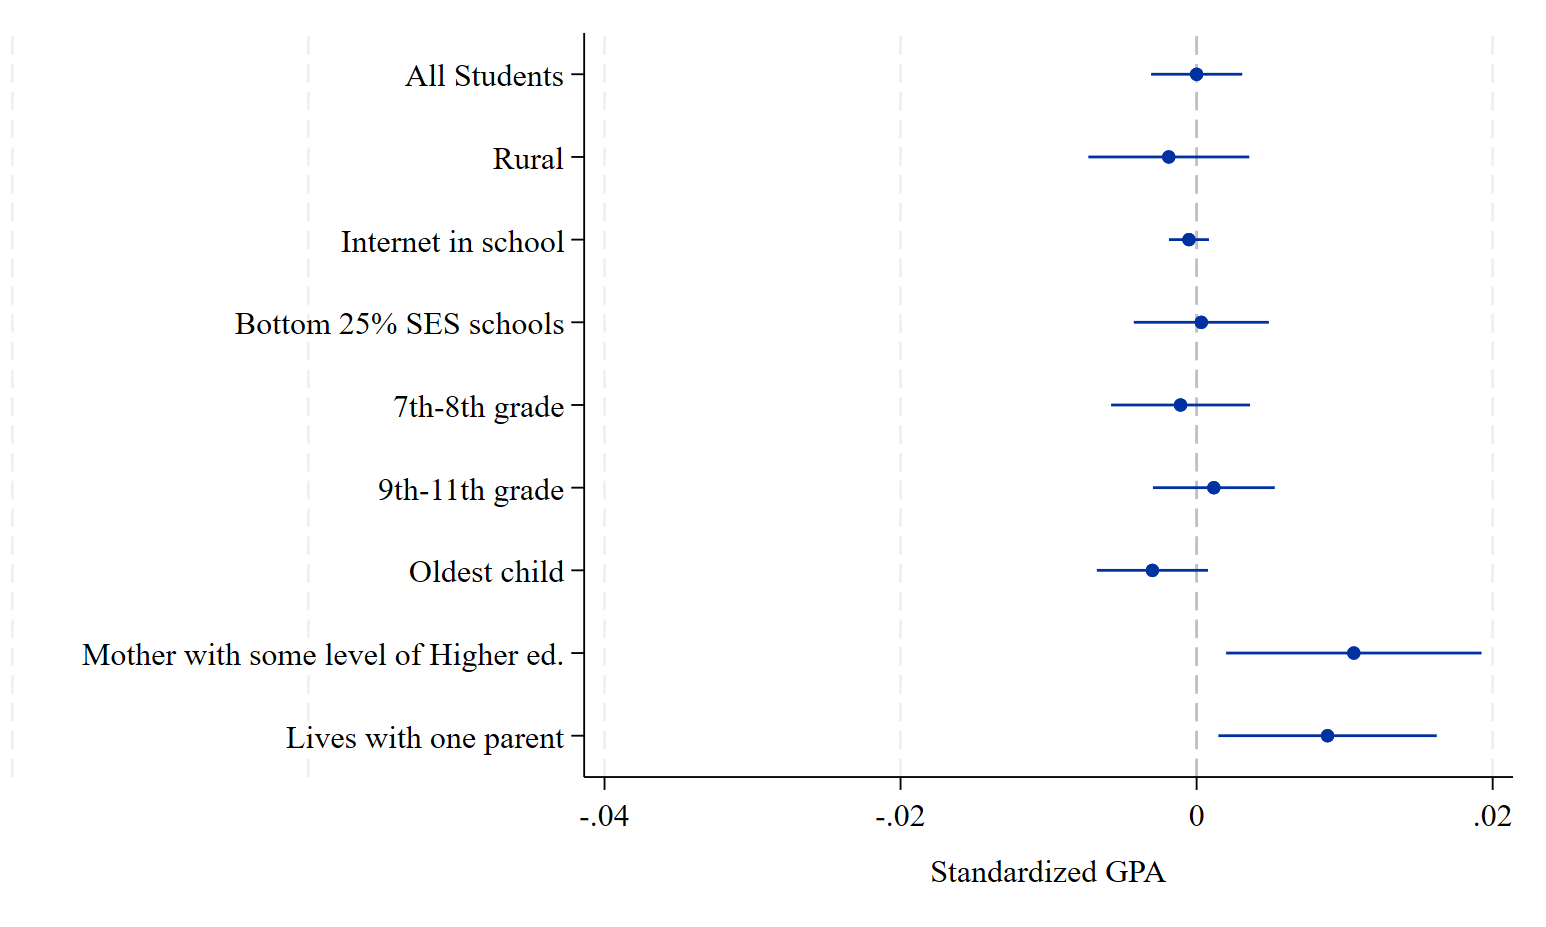 All Students
Rural
Internet in school
Bottom 25% SES schools
7th-8th grade
9th-11th grade
Oldest child
Mother with some level of Higher ed.
Lives with one parent
-.04 -.02 0 .02
Standardized GPA